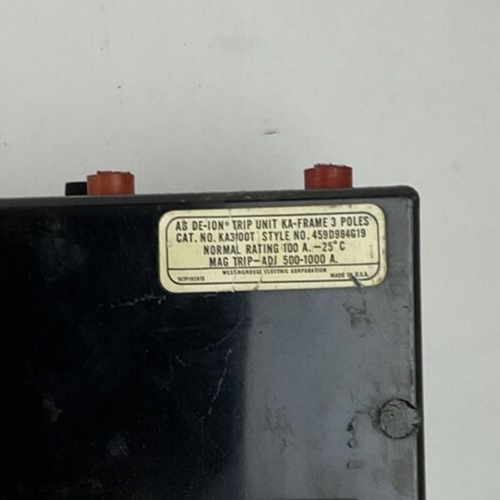 AB DE-ION® TRIP UNIT KA-FRAME 3 POLES
CAT. NO. KA3100T STYLE NO. 459D984G19
NORMAL RATING 100 A. -25°C
MAG TRIP-ADJ 500-1000 A.
WESTINGHOUSE ELECTRIC CORPORATION
MADE IN U.S.A.